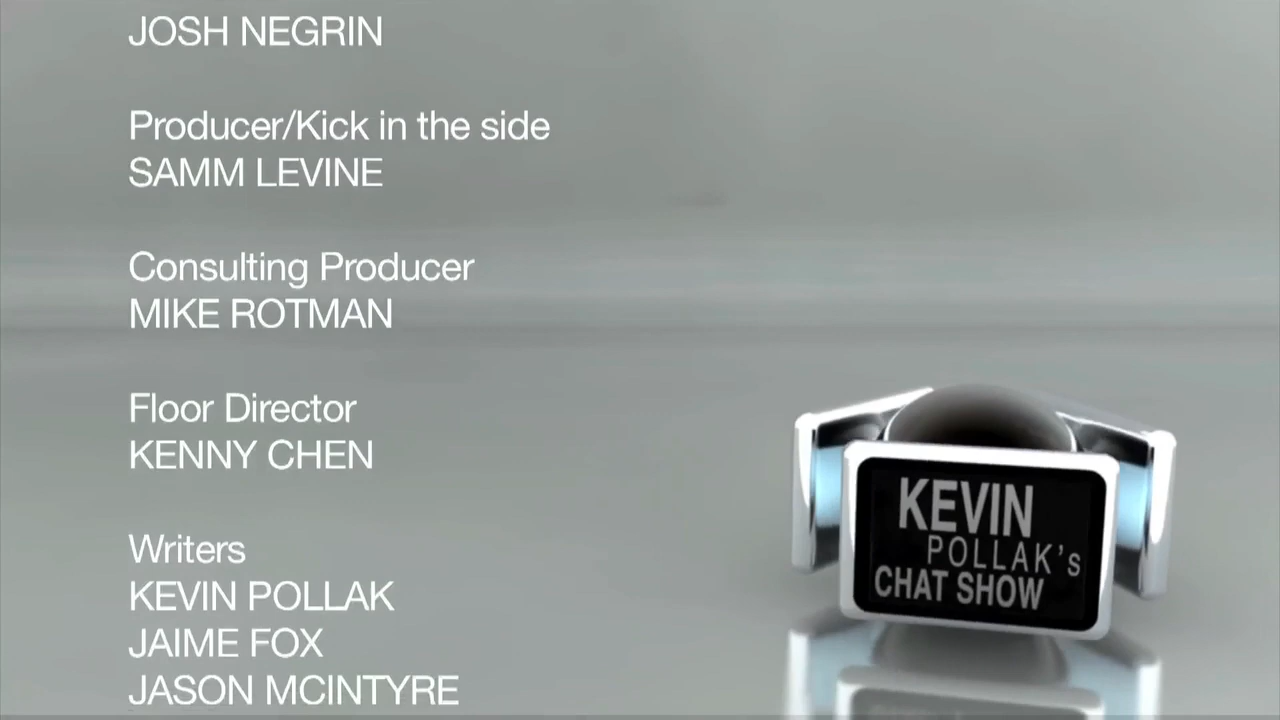 JOSH NEGRIN
Producer/Kick in the side
SAMM LEVINE
Consulting Producer
MIKE ROTMAN
Floor Director
KENNY CHEN
Writers
KEVIN POLLAK
JAIME FOX
JASON MCINTYRE
KEVIN
POLLAK's
CHAT SHOW